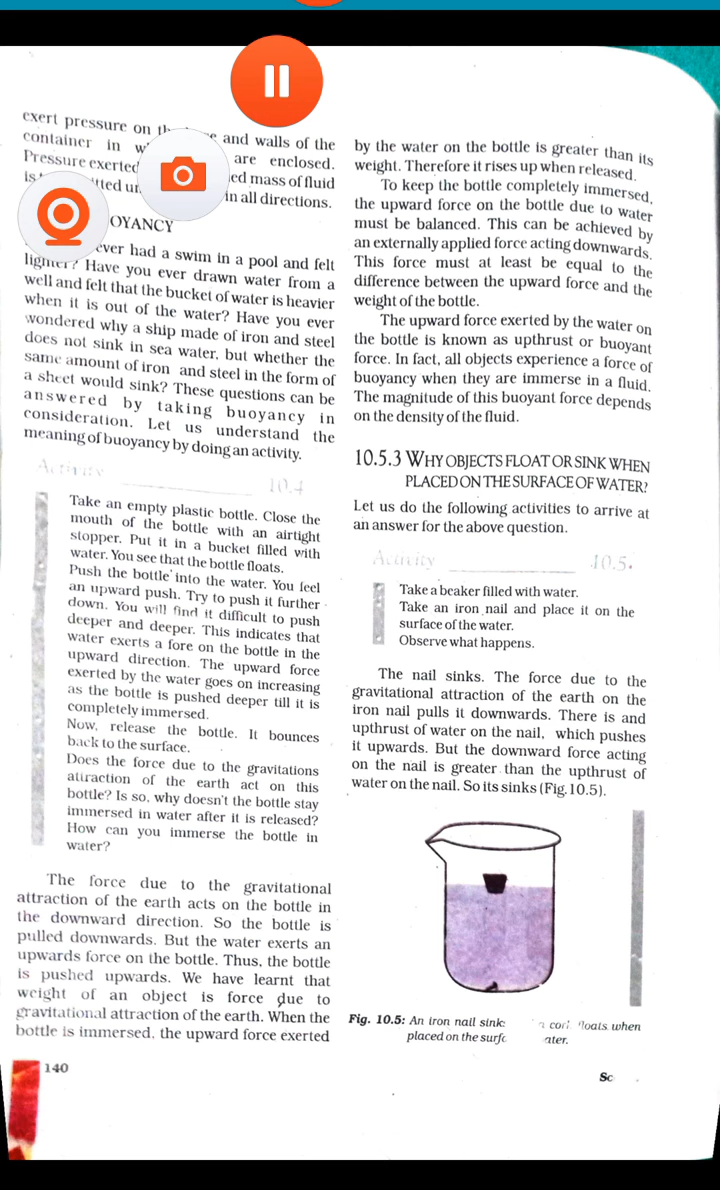 exert pressure on and walls of the
container in are enclosed.
Pressure exerted mass of fluid
in all directions.
ever had a swim in a pool and felt
Have you ever drawn water from a
well and felt that the bucket of water is heavier
when it is out of the water? Have you ever
wondered why a ship made of iron and steel
does not sink in sea water, but whether the
same amount of iron and steel in the form of
a sheet would sink? These questions can be
answered by taking buoyancy in
consideration. Let us understand the
meaning of buoyancy by doing an activity.
Activity 10.4
Take an empty plastic bottle. Close the
mouth of the bottle with an airtight
stopper. Put it in a bucket filled with
water. You see that the bottle floats.
Push the bottle into the water. You feel
an upward push. Try to push it further
down. You will find it difficult to push
deeper and deeper. This indicates that
water exerts a fore on the bottle in the
upward direction. The upward force
exerted by the water goes on increasing
as the bottle is pushed deeper till it is
completely immersed.
Now, release the bottle. It bounces
back to the surface.
Does the force due to the gravitations
attraction of the earth act on this
bottle? Is so, why doesn't the bottle stay
immersed in water after it is released?
How can you immerse the bottle in
water?
The force due to the gravitational
attraction of the earth acts on the bottle in
the downward direction. So the bottle is
pulled downwards. But the water exerts an
upwards force on the bottle. Thus, the bottle
is pushed upwards. We have learnt that
weight of an object is force due to
gravitational attraction of the earth. When the
bottle is immersed, the upward force exerted
140
by the water on the bottle is greater than its
weight. Therefore it rises up when released.
To keep the bottle completely immersed,
the upward force on the bottle due to water
must be balanced. This can be achieved by
an externally applied force acting downwards.
This force must at least be equal to the
difference between the upward force and the
weight of the bottle.
The upward force exerted by the water on
the bottle is known as upthrust or buoyant
force. In fact, all objects experience a force of
buoyancy when they are immerse in a fluid.
The magnitude of this buoyant force depends
on the density of the fluid.
10.5.3 WHY OBJECTS FLOAT OR SINK WHEN
PLACED ON THE SURFACE OF WATER?
Let us do the following activities to arrive at
an answer for the above question.
Activity 10.5
Take a beaker filled with water.
Take an iron nail and place it on the
surface of the water.
Observe what happens.
The nail sinks. The force due to the
gravitational attraction of the earth on the
iron nail pulls it downwards. There is and
upthrust of water on the nail, which pushes
it upwards. But the downward force acting
on the nail is greater than the upthrust of
water on the nail. So its sinks (Fig.10.5).
Fig. 10.5: An iron nail floats when
placed on the